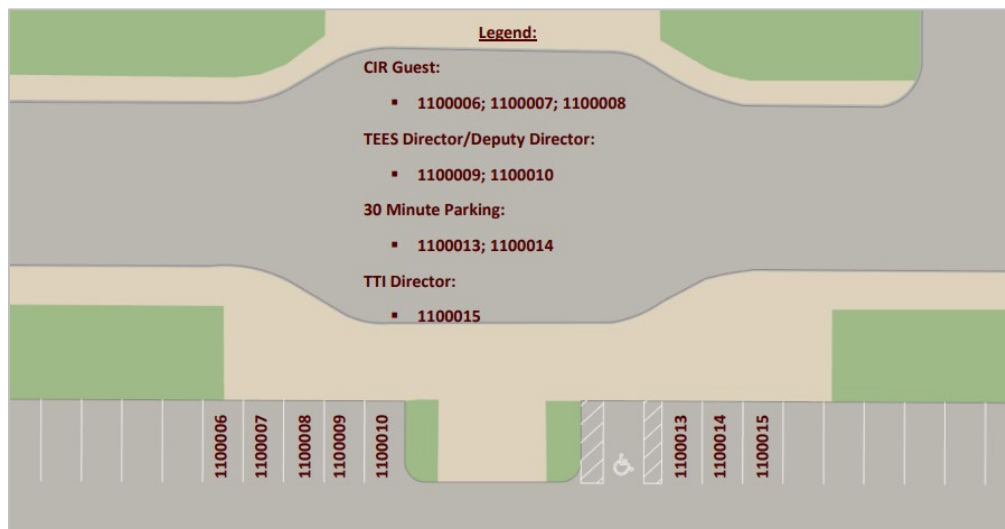 Legend:
CIR Guest:
▪ 1100006; 1100007; 1100008
TEES Director/Deputy Director:
▪ 1100009; 1100010
30 Minute Parking:
▪ 1100013; 1100014
TTI Director:
▪ 1100015
1100006
1100007
1100008
1100009
1100010
1100013
1100014
1100015